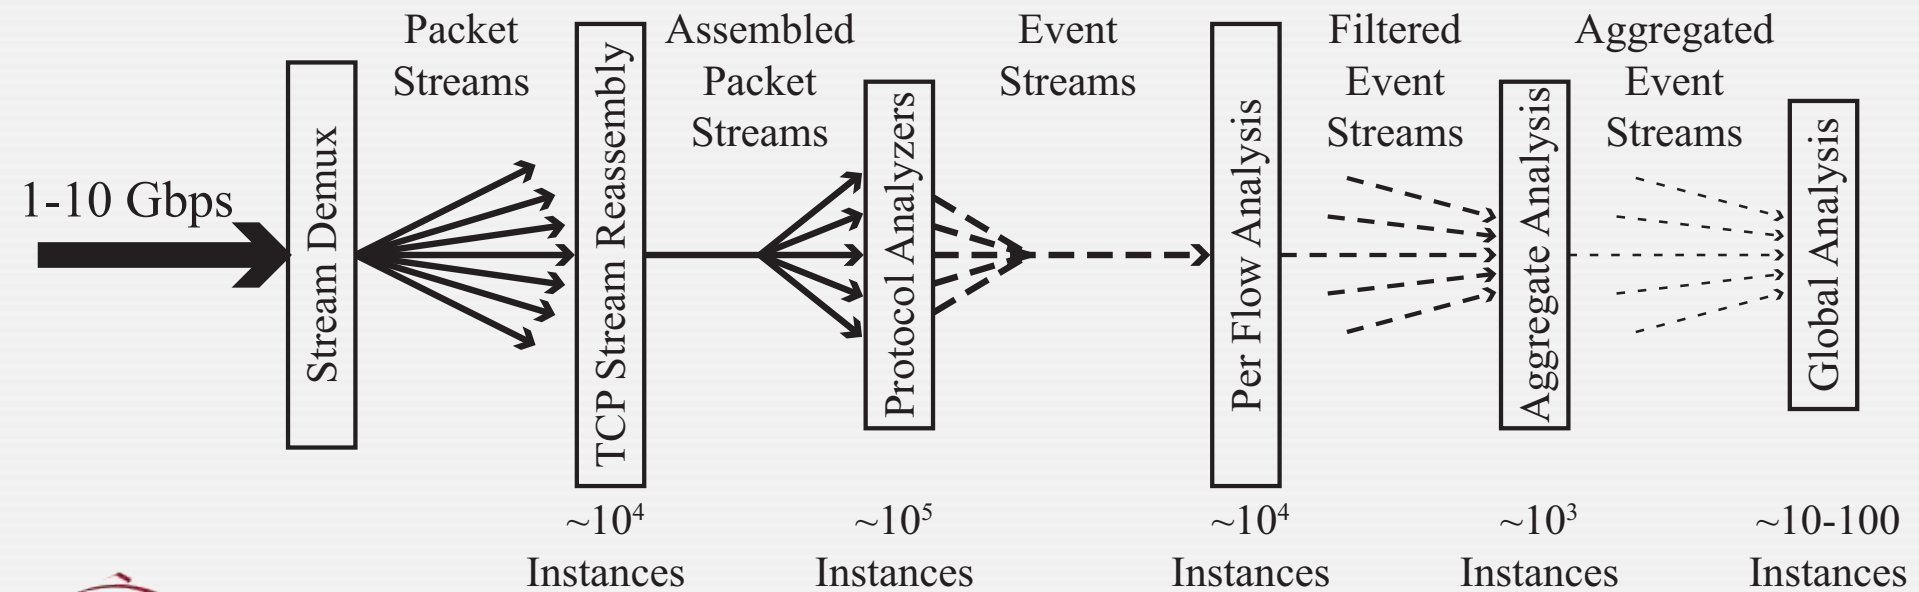 1-10 Gbps
Stream Demux
Packet
Streams
TCP Stream Reassembly
Assembled
Packet
Streams
Protocol Analyzers
Event
Streams
Per Flow Analysis
Filtered
Event
Streams
Aggregate Analysis
Aggregated
Event
Streams
Global Analysis
~10⁴
Instances
~10⁵
Instances
~10⁴
Instances
~10³
Instances
~10-100
Instances